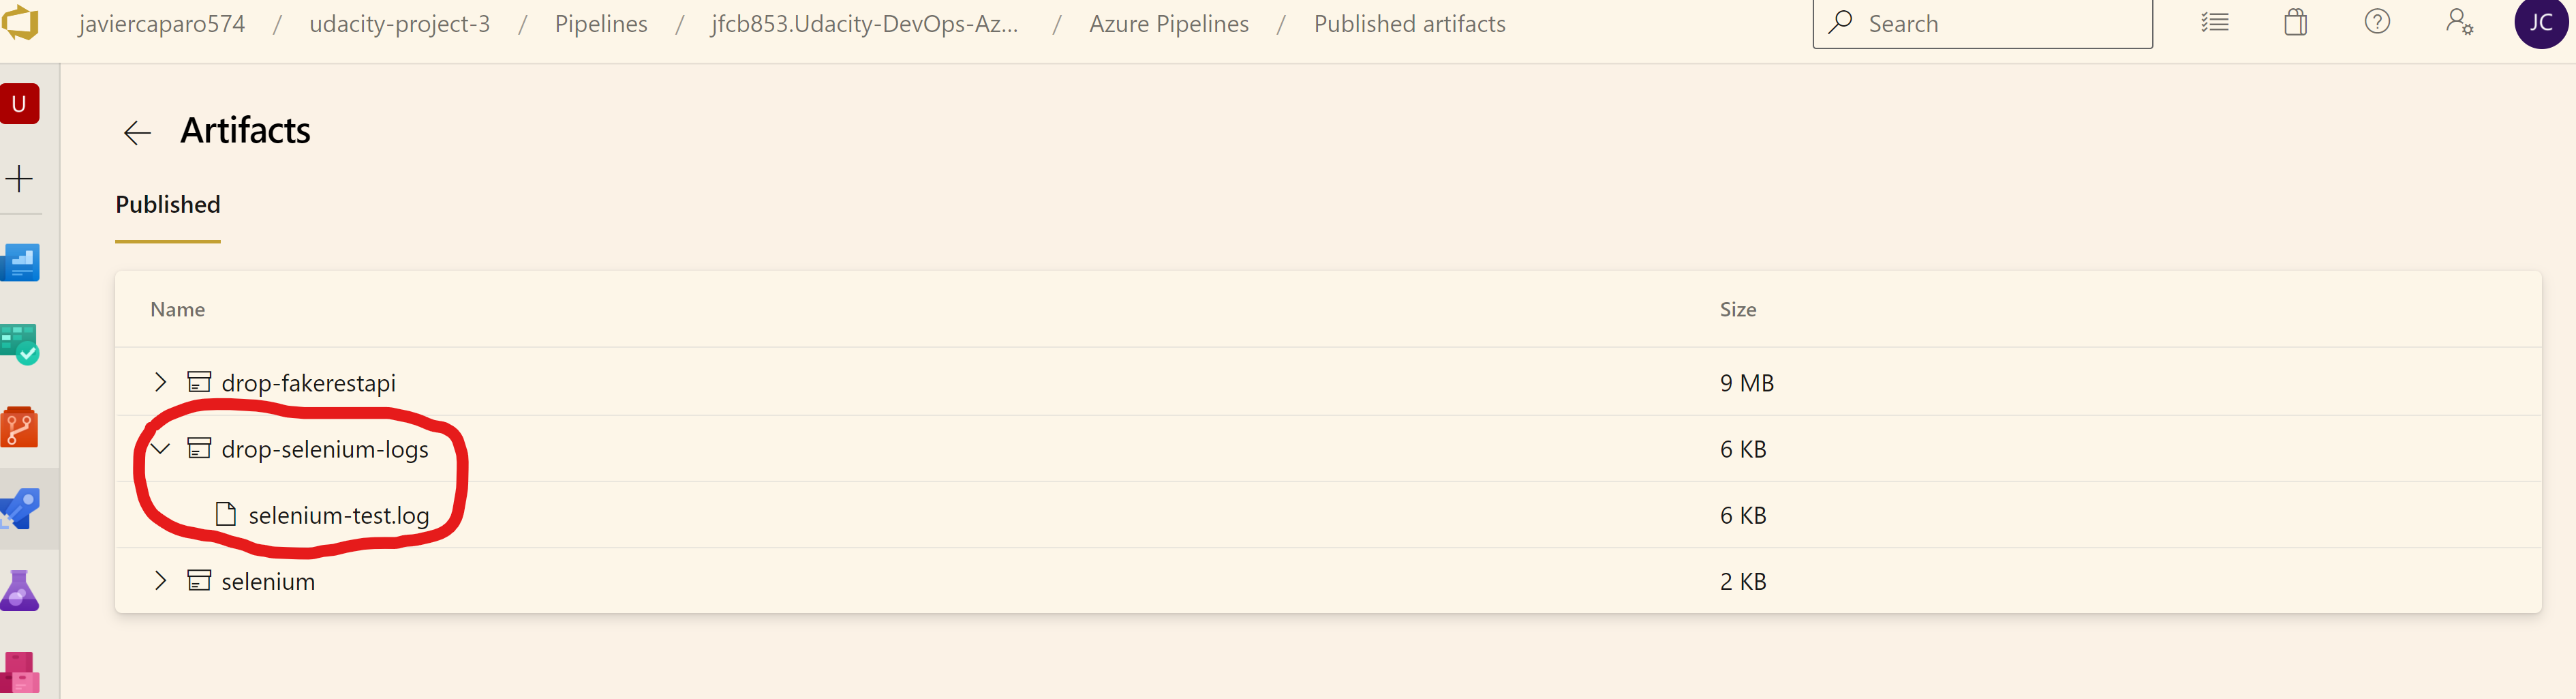 javiercaparo574 / udacity-project-3 / Pipelines / jfcb853.Udacity-DevOps-Az... / Azure Pipelines / Published artifacts
Search
JC
U
Artifacts
Published
Name Size
drop-fakerestapi 9 MB
drop-selenium-logs 6 KB
selenium-test.log 6 KB
selenium 2 KB